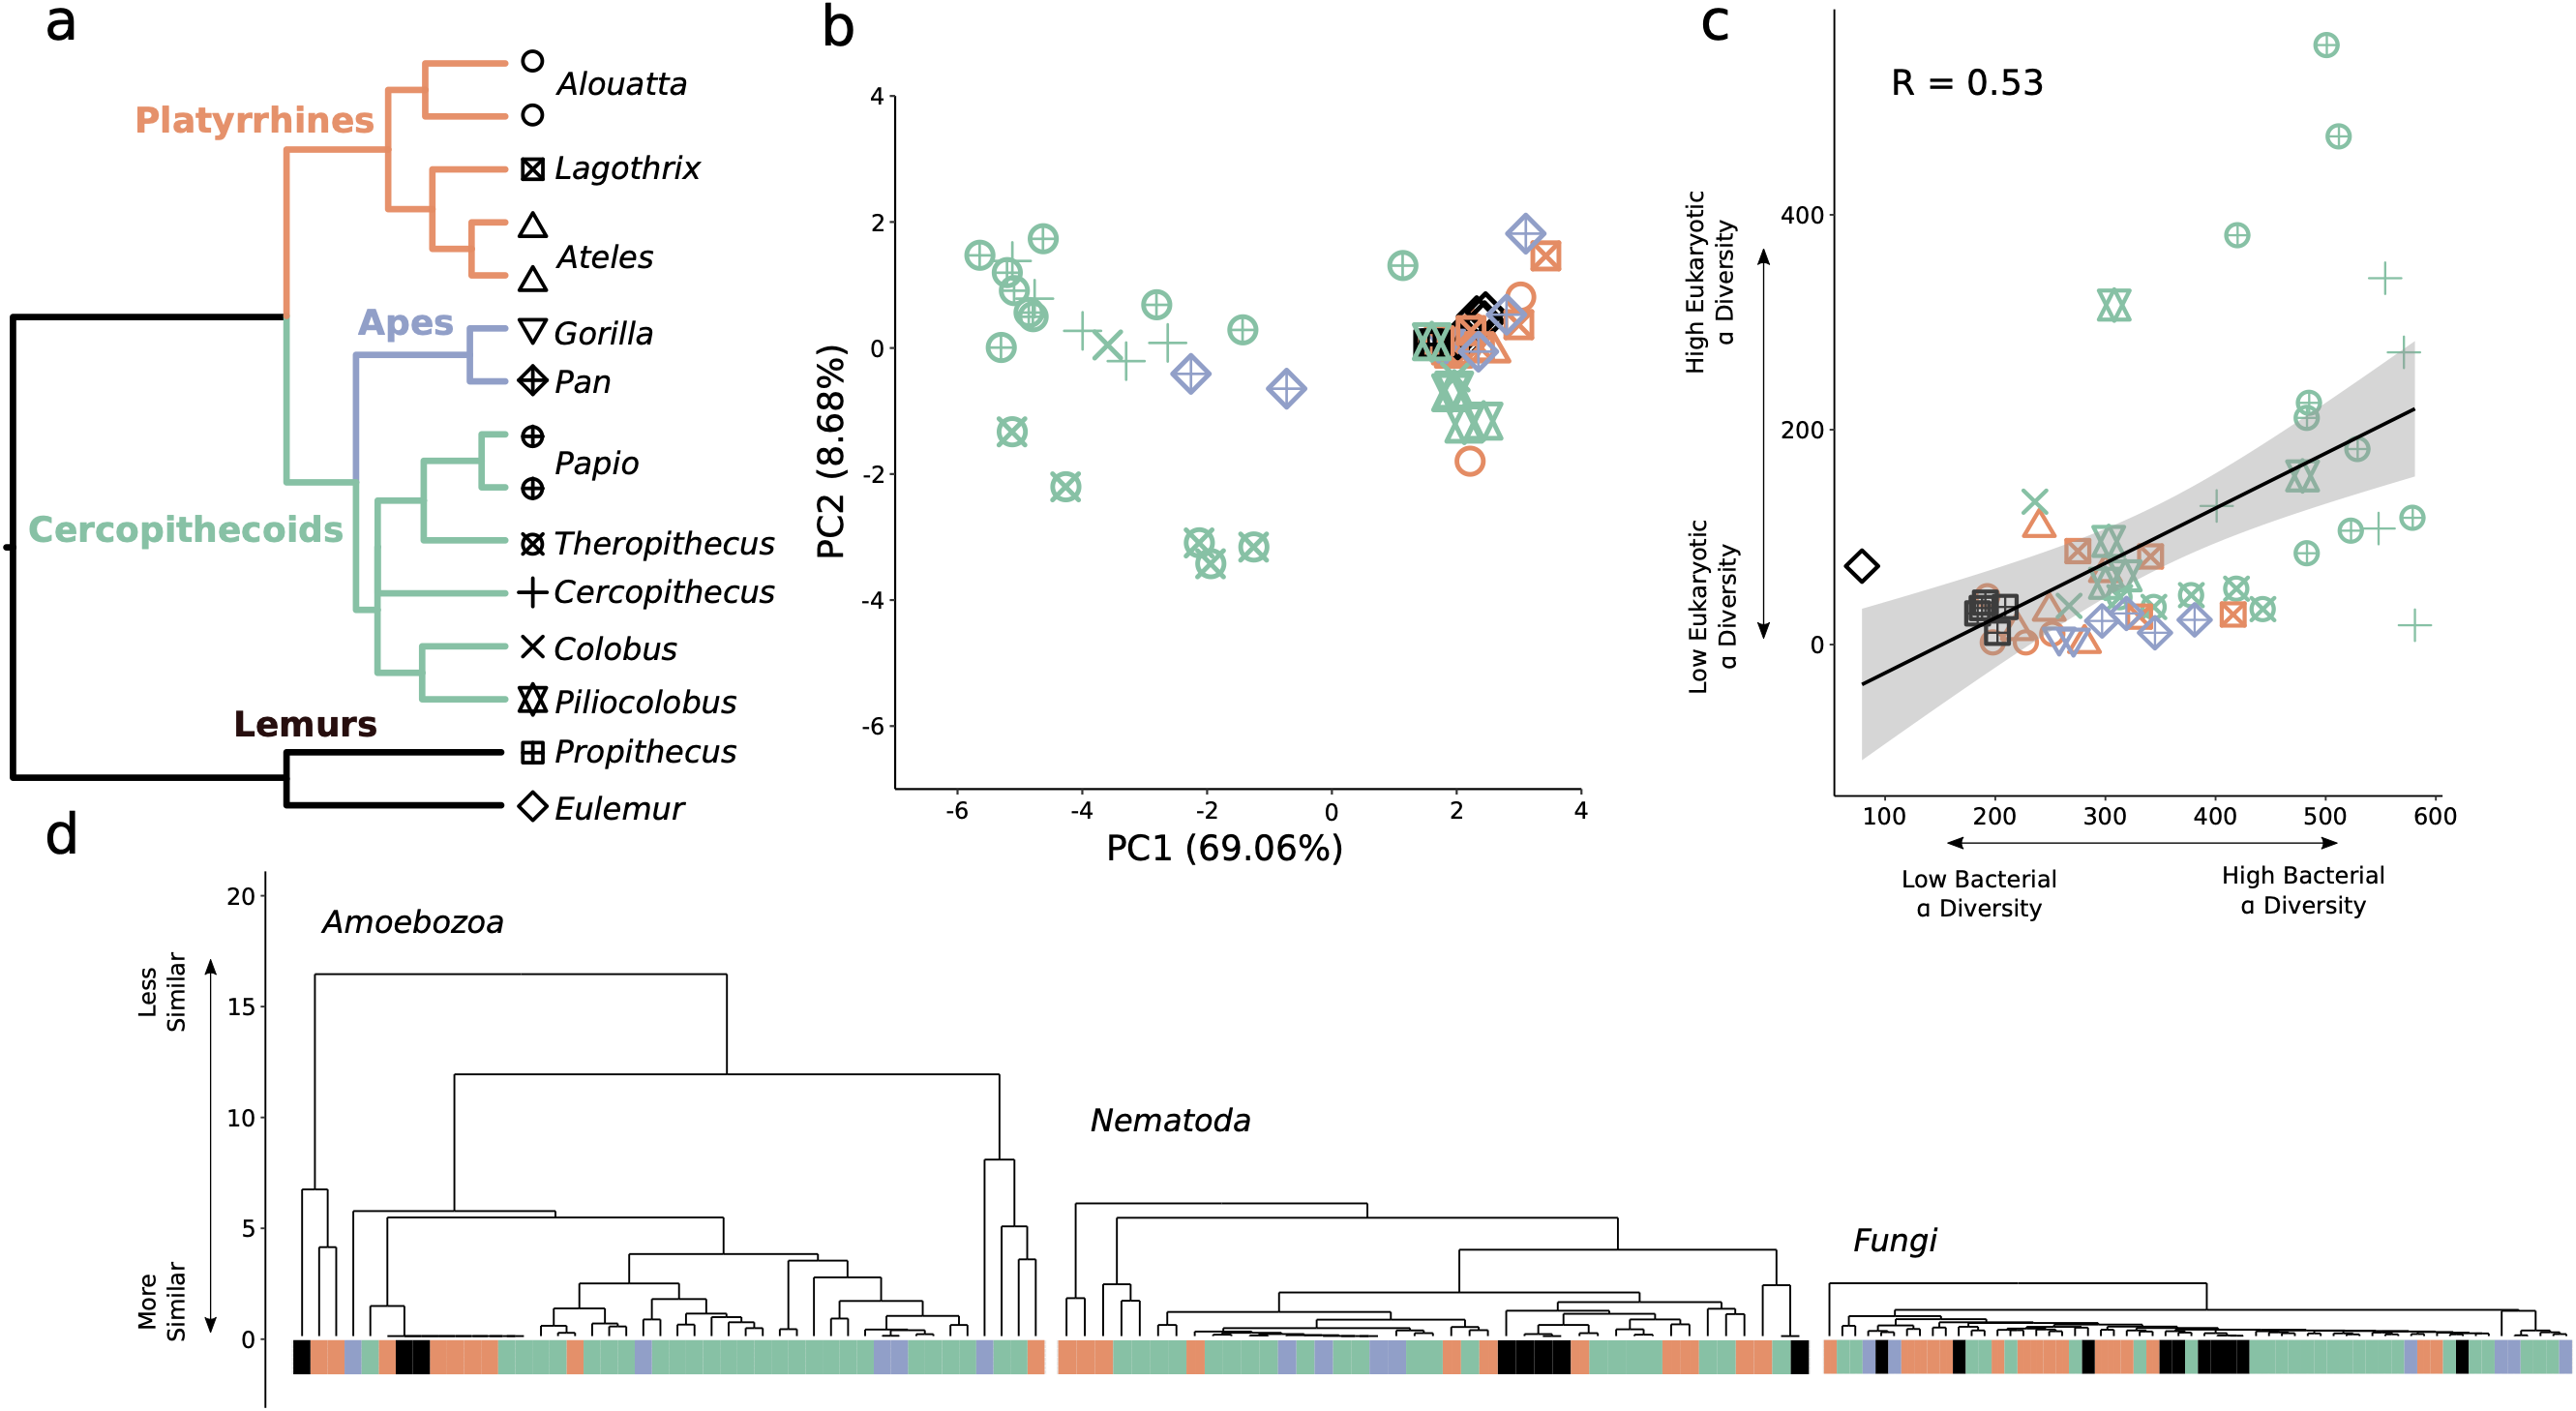 a
Platyrrhines
Alouatta
Lagothrix
Ateles
Apes
Gorilla
Pan
Papio
Cercopithecoids
Theropithecus
Cercopithecus
Colobus
Piliocolobus
Lemurs
Propithecus
Eulemur
b
4
2
0
-2
-4
-6
PC2 (8.68%)
-6
-4
-2
0
2
4
PC1 (69.06%)
c
R = 0.53
High Eukaryotic
α Diversity
Low Eukaryotic
α Diversity
400
200
0
100
200
300
400
500
600
Low Bacterial
α Diversity
High Bacterial
α Diversity
d
20
15
10
5
0
Less
Similar
More
Similar
Amoebozoa
Nematoda
Fungi